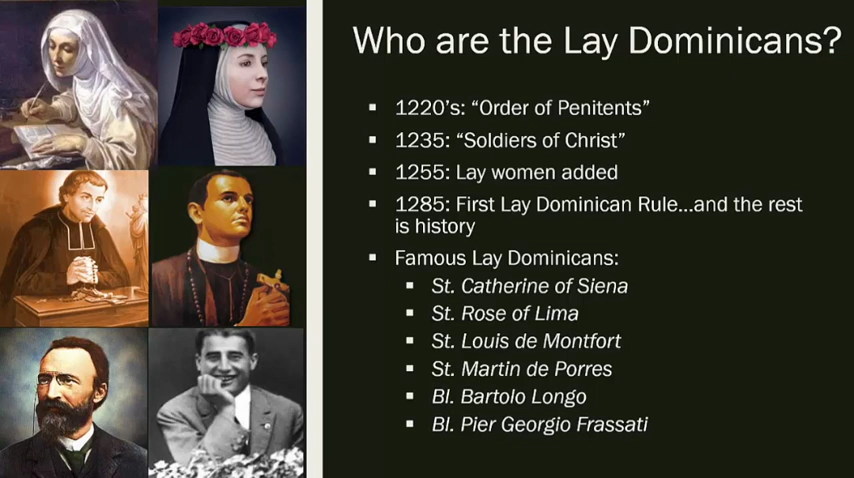 Who are the Lay Dominicans?
▪ 1220's: “Order of Penitents”
▪ 1235: “Soldiers of Christ”
▪ 1255: Lay women added
▪ 1285: First Lay Dominican Rule...and the rest
is history
▪ Famous Lay Dominicans:
▪ St. Catherine of Siena
▪ St. Rose of Lima
▪ St. Louis de Montfort
▪ St. Martin de Porres
▪ Bl. Bartolo Longo
▪ Bl. Pier Georgio Frassati